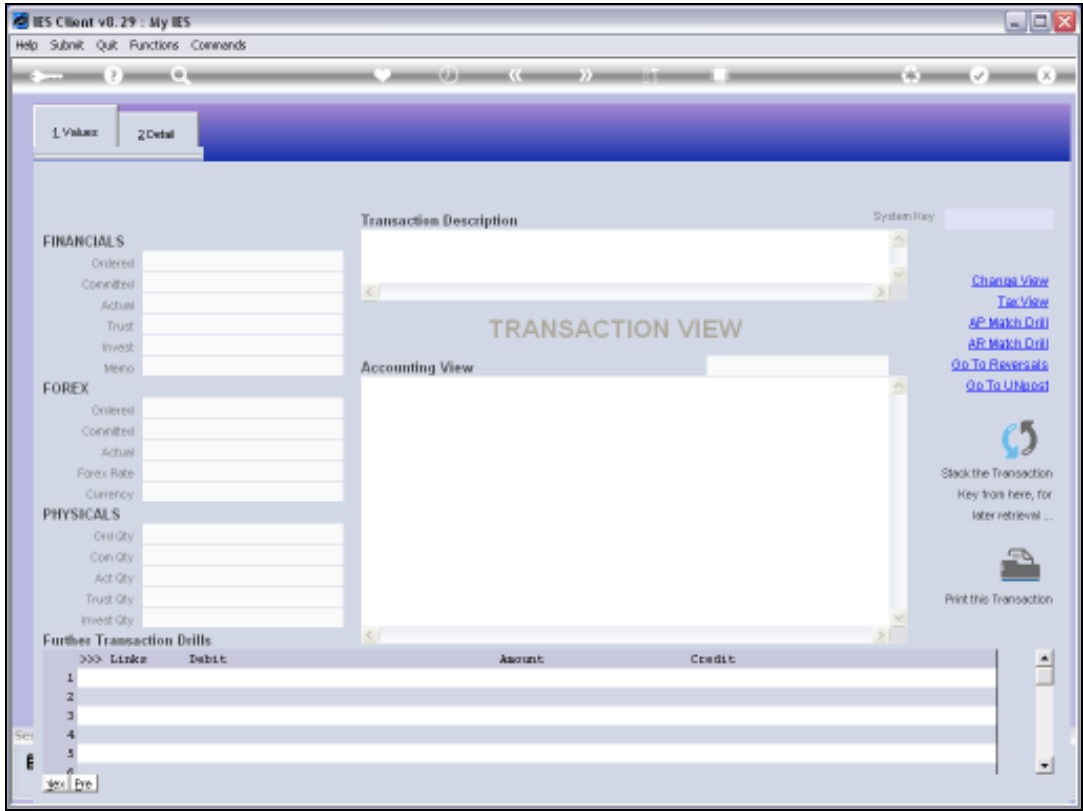 IES Client v8.29 : My IES
Help Submit Quit Functions Commands
1 Values 2 Detail
Transaction Description
System Key
FINANCIALS
Ordered
Committed
Actual
Trust
Invest
Memo
Change View
Tax View
AP Match Drill
AR Match Drill
Go To Reversals
Go To UNpost
TRANSACTION VIEW
Accounting View
FOREX
Ordered
Committed
Actual
Forex Rate
Currency
Stack the Transaction
Key from here, for
later retrieval ...
PHYSICALS
Ord Qty
Com Qty
Act Qty
Trust Qty
Invest Qty
Print this Transaction
Further Transaction Drills
>>> Links Debit Amount Credit
1
2
3
4
5
6
Nex Pre